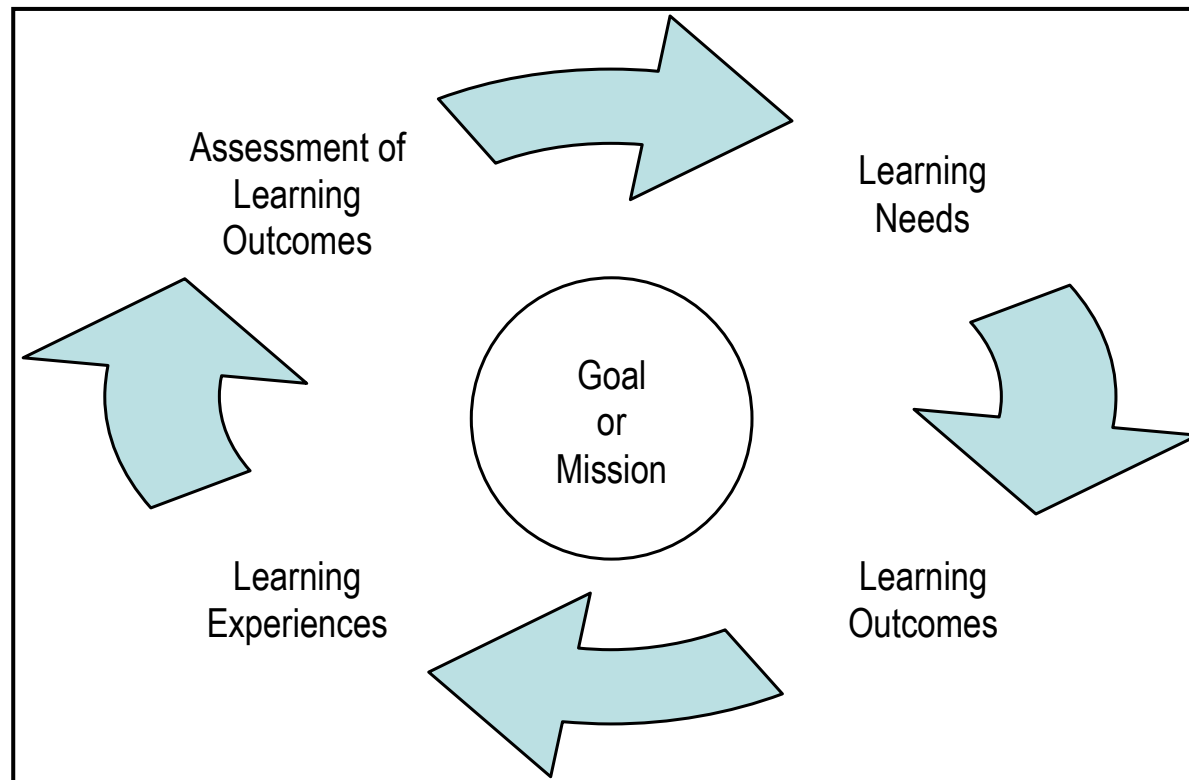 Assessment of
Learning
Outcomes
Learning
Needs
Goal
or
Mission
Learning
Experiences
Learning
Outcomes